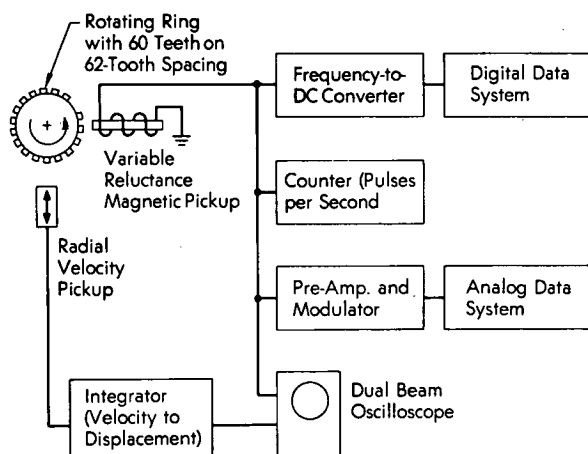 Rotating Ring
with 60 Teeth on
62-Tooth Spacing
Frequency-to-
DC Converter
Digital Data
System
Variable
Reluctance
Magnetic Pickup
Counter (Pulses
per Second
Radial
Velocity
Pickup
Pre-Amp. and
Modulator
Analog Data
System
Integrator
(Velocity to
Displacement)
Dual Beam
Oscilloscope